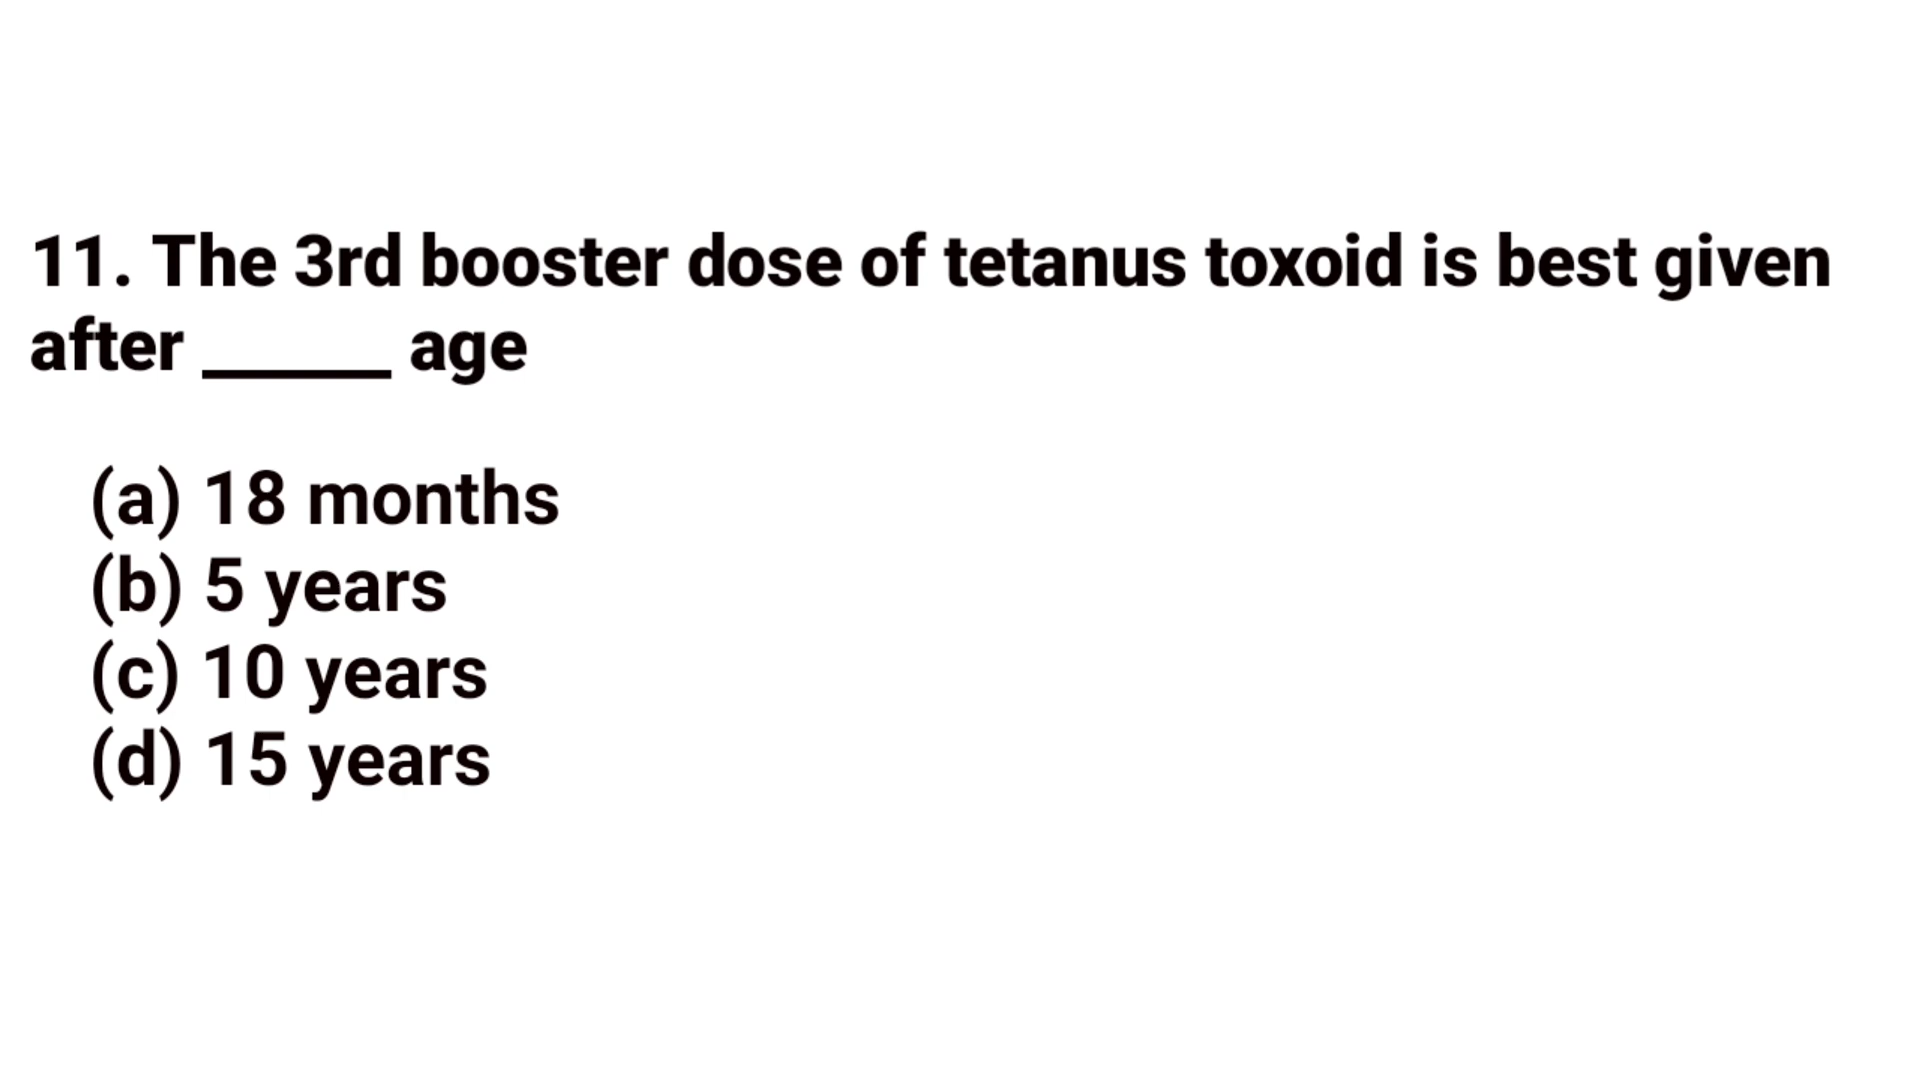 11. The 3rd booster dose of tetanus toxoid is best given
after ______ age
(a) 18 months
(b) 5 years
(c) 10 years
(d) 15 years